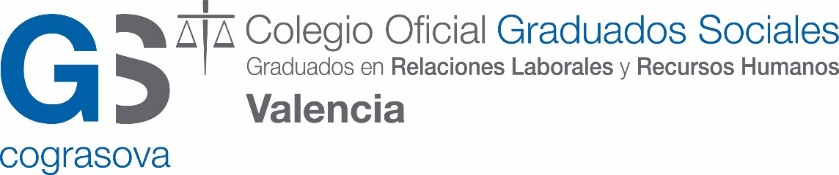 GS
cograsova
Colegio Oficial Graduados Sociales
Graduados en Relaciones Laborales y Recursos Humanos
Valencia